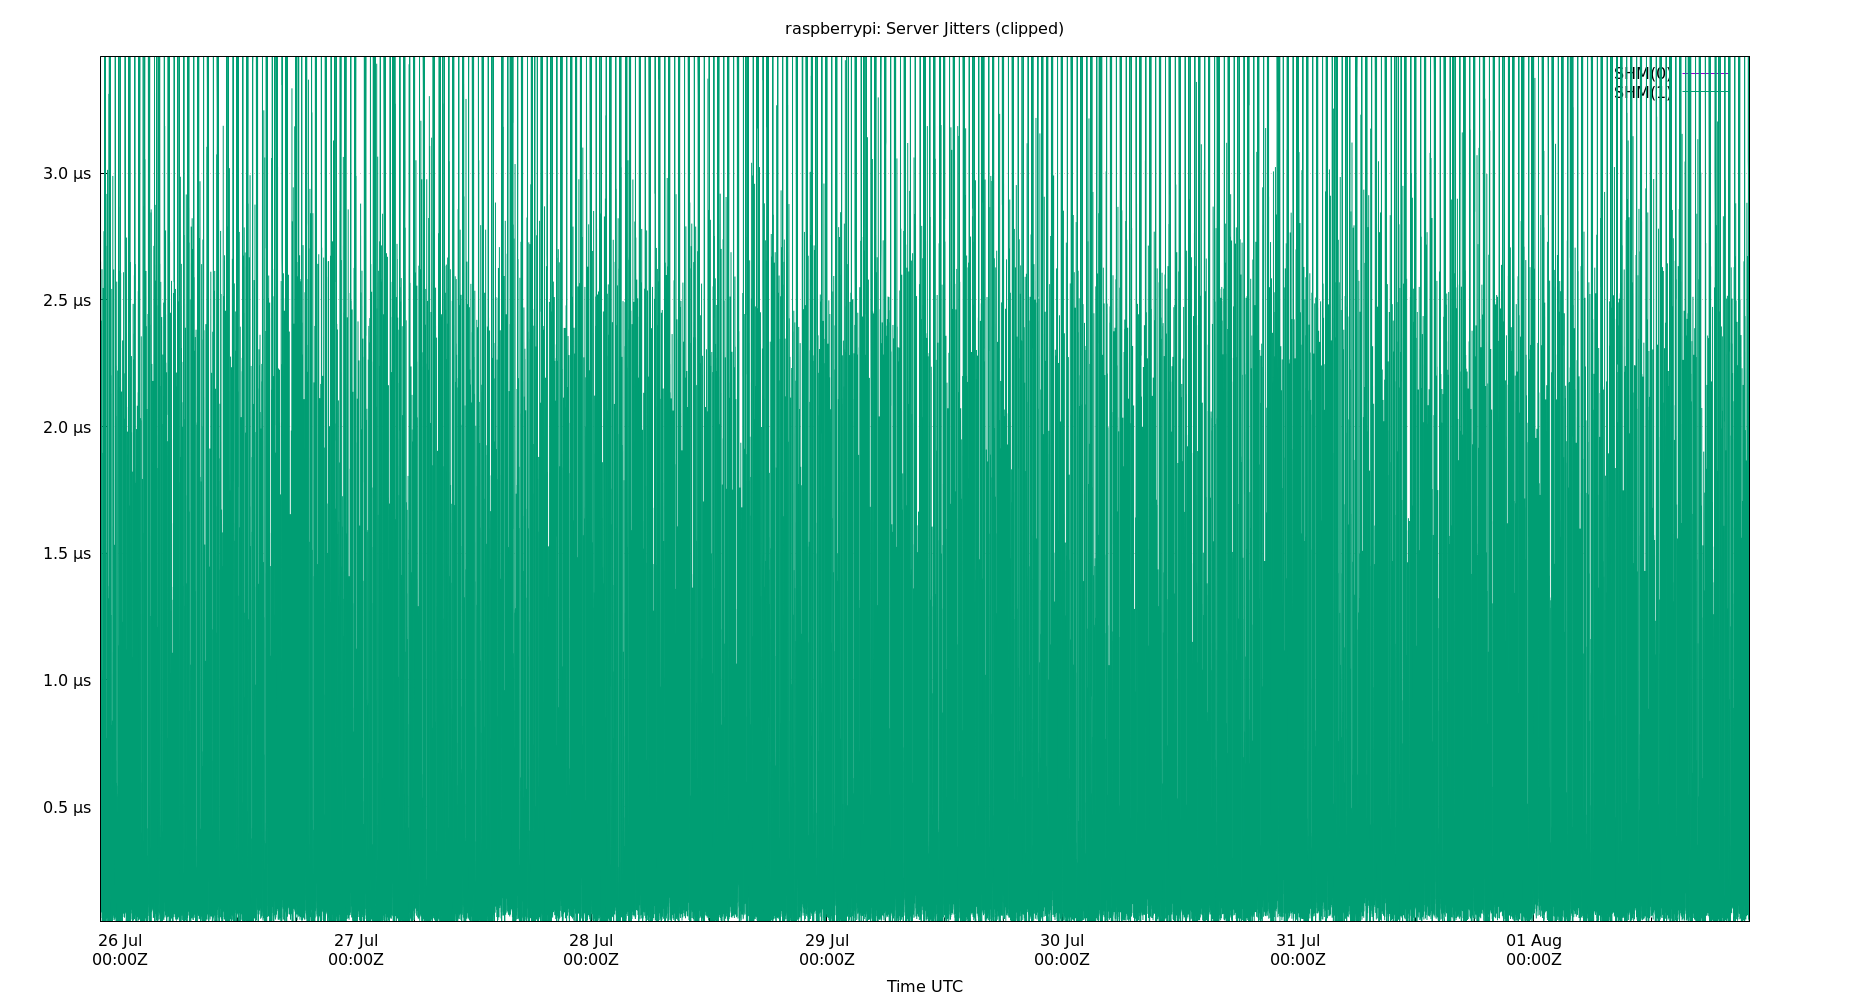 raspberrypi: Server Jitters (clipped)
SHM(0)
SHM(1)
3.0 μs
2.5 μs
2.0 μs
1.5 μs
1.0 μs
0.5 μs
26 Jul 27 Jul 28 Jul 29 Jul 30 Jul 31 Jul 01 Aug
00:00Z 00:00Z 00:00Z 00:00Z 00:00Z 00:00Z 00:00Z
Time UTC